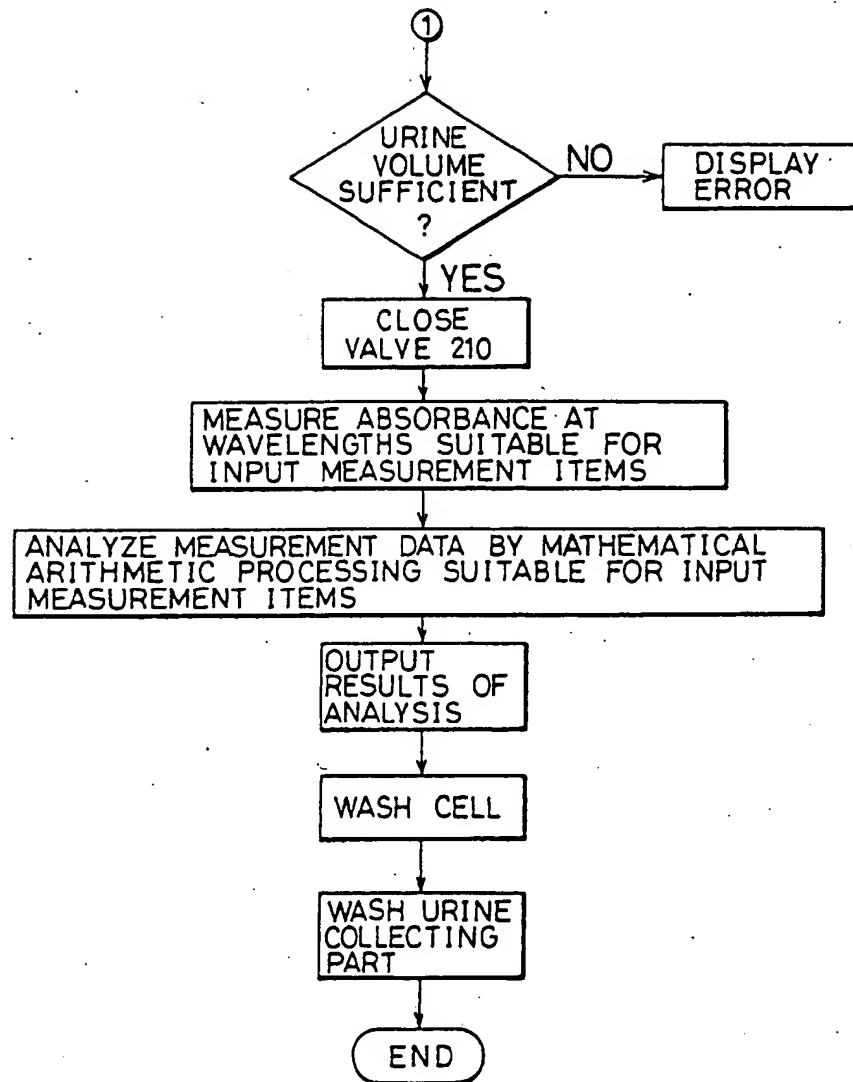 1
URINE
VOLUME
SUFFICIENT
?
NO
DISPLAY
ERROR
YES
CLOSE
VALVE 210
MEASURE ABSORBANCE AT
WAVELENGTHS SUITABLE FOR
INPUT MEASUREMENT ITEMS
ANALYZE MEASUREMENT DATA BY MATHEMATICAL
ARITHMETIC PROCESSING SUITABLE FOR INPUT
MEASUREMENT ITEMS
OUTPUT
RESULTS OF
ANALYSIS
WASH CELL
WASH URINE
COLLECTING
PART
END